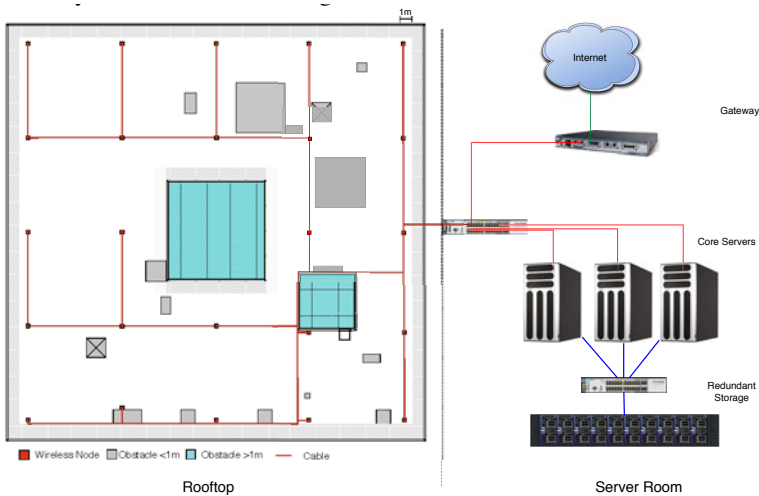 1m
Internet
Gateway
Core Servers
Redundant
Storage
Wireless Node
Obstacle <1m
Obstacle >1m
Cable
Rooftop
Server Room